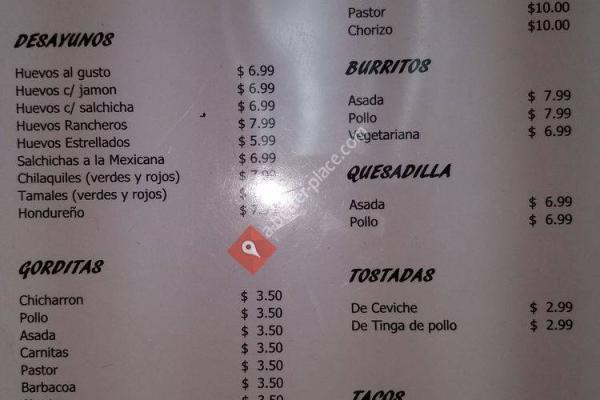 DESAYUNOS
Huevos al gusto $ 6.99
Huevos c/ jamon $ 6.99
Huevos c/ salchicha $ 6.99
Huevos Rancheros $ 7.99
Huevos Estrellados $ 5.99
Salchichas a la Mexicana $ 6.99
Chilaquiles (verdes y rojos) $ 7.99
Tamales (verdes y rojos)
Hondureño
GORDITAS
Chicharron $ 3.50
Pollo $ 3.50
Asada $ 3.50
Carnitas $ 3.50
Pastor $ 3.50
Barbacoa $ 3.50
$ 3.50
Pastor $10.00
Chorizo $10.00
BURRITOS
Asada $ 7.99
Pollo $ 7.99
Vegetariana $ 6.99
QUESADILLA
Asada $ 6.99
Pollo $ 6.99
TOSTADAS
De Ceviche $ 2.99
De Tinga de pollo $ 2.99
TACOS